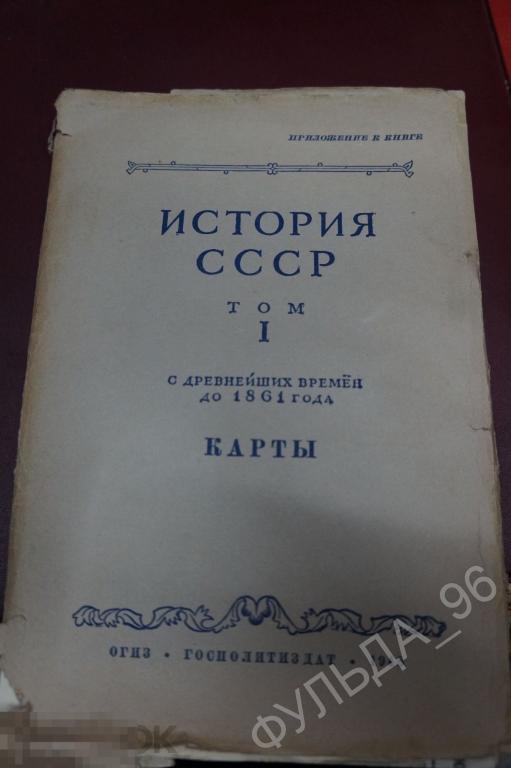 ПРИЛОЖЕНИЕ К КНИГЕ
ИСТОРИЯ
СССР
ТОМ
I
С ДРЕВНЕЙШИХ ВРЕМЁН
ДО 1861 ГОДА
КАРТЫ
ОГИЗ • ГОСПОЛИТИЗДАТ •
ФУЛЬДА_96